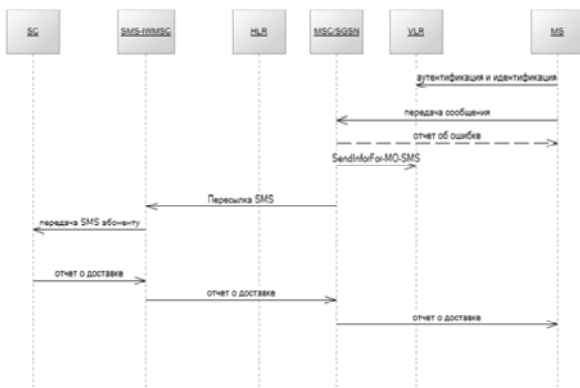 SC
SMS-IWMSC
HLR
MSC/SGSN
VLR
MS
аутентификация и идентификация
передача сообщения
отчет об ошибке
SendInforFor-MO-SMS
Пересылка SMS
передача SMS абоненту
отчет о доставке
отчет о доставке
отчет о доставке